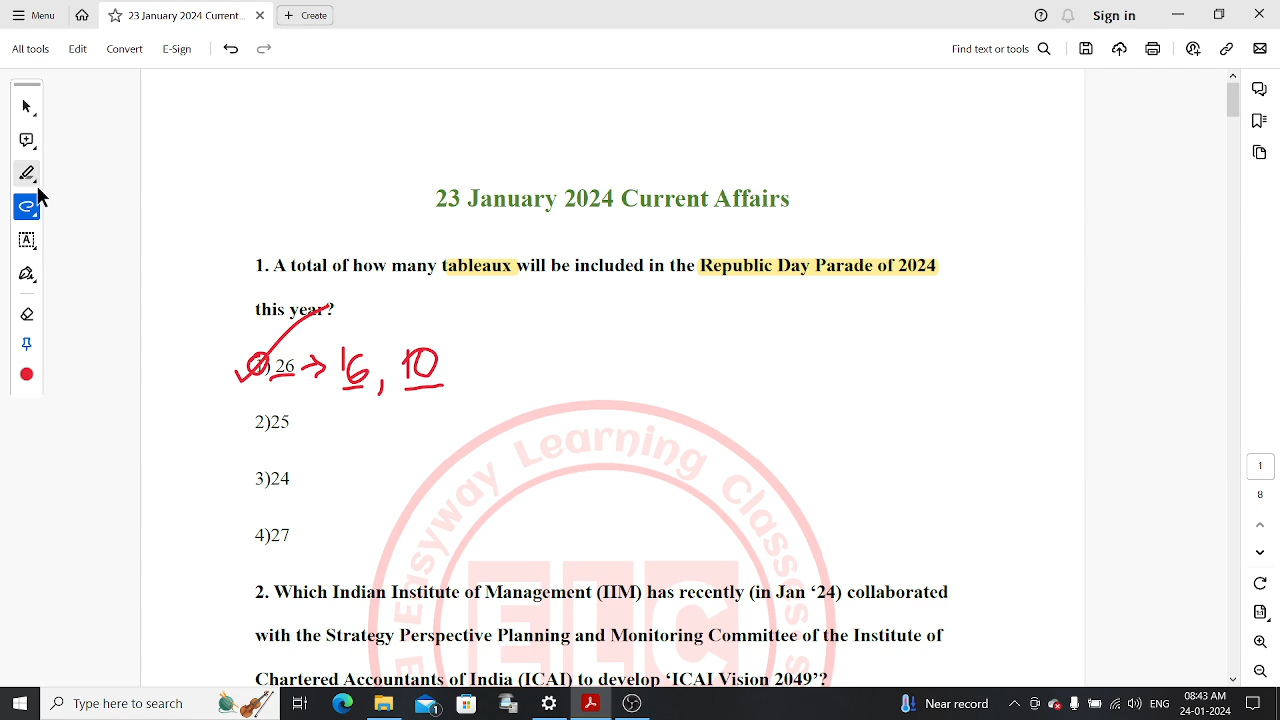 Menu
23 January 2024 Current...
Create
Sign in
All tools
Edit
Convert
E-Sign
Find text or tools
23 January 2024 Current Affairs
1. A total of how many tableaux will be included in the Republic Day Parade of 2024
this year?
1) 26 → 16, 10
2)25
3)24
4)27
2. Which Indian Institute of Management (IIM) has recently (in Jan ‘24) collaborated
with the Strategy Perspective Planning and Monitoring Committee of the Institute of
Chartered Accountants of India (ICAI) to develop ‘ICAI Vision 2049’?
Easyway Learning Classes
ELC
1
8
Type here to search
Near record
ENG
08:43 AM
24-01-2024